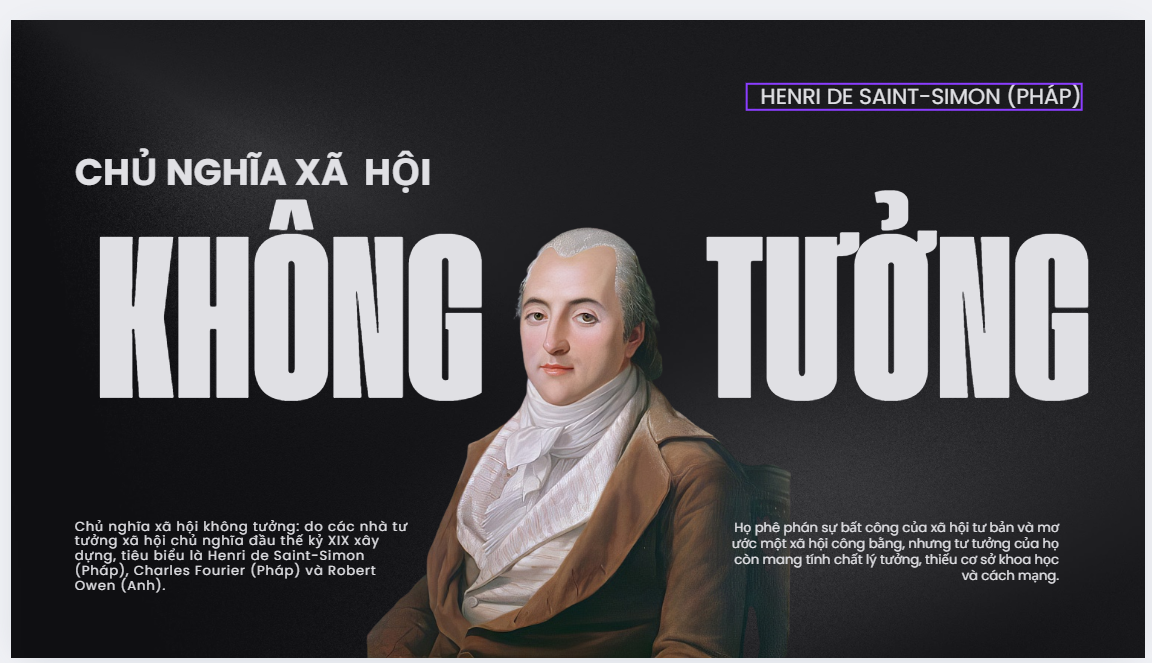 HENRI DE SAINT-SIMON (PHÁP)
CHỦ NGHĨA XÃ HỘI
KHÔNG TƯỞNG
Chủ nghĩa xã hội không tưởng: do các nhà tư
tưởng xã hội chủ nghĩa đầu thế kỷ XIX xây
dựng, tiêu biểu là Henri de Saint-Simon
(Pháp), Charles Fourier (Pháp) và Robert
Owen (Anh).
Họ phê phán sự bất công của xã hội tư bản và mơ
ước một xã hội công bằng, nhưng tư tưởng của họ
còn mang tính chất lý tưởng, thiếu cơ sở khoa học
và cách mạng.